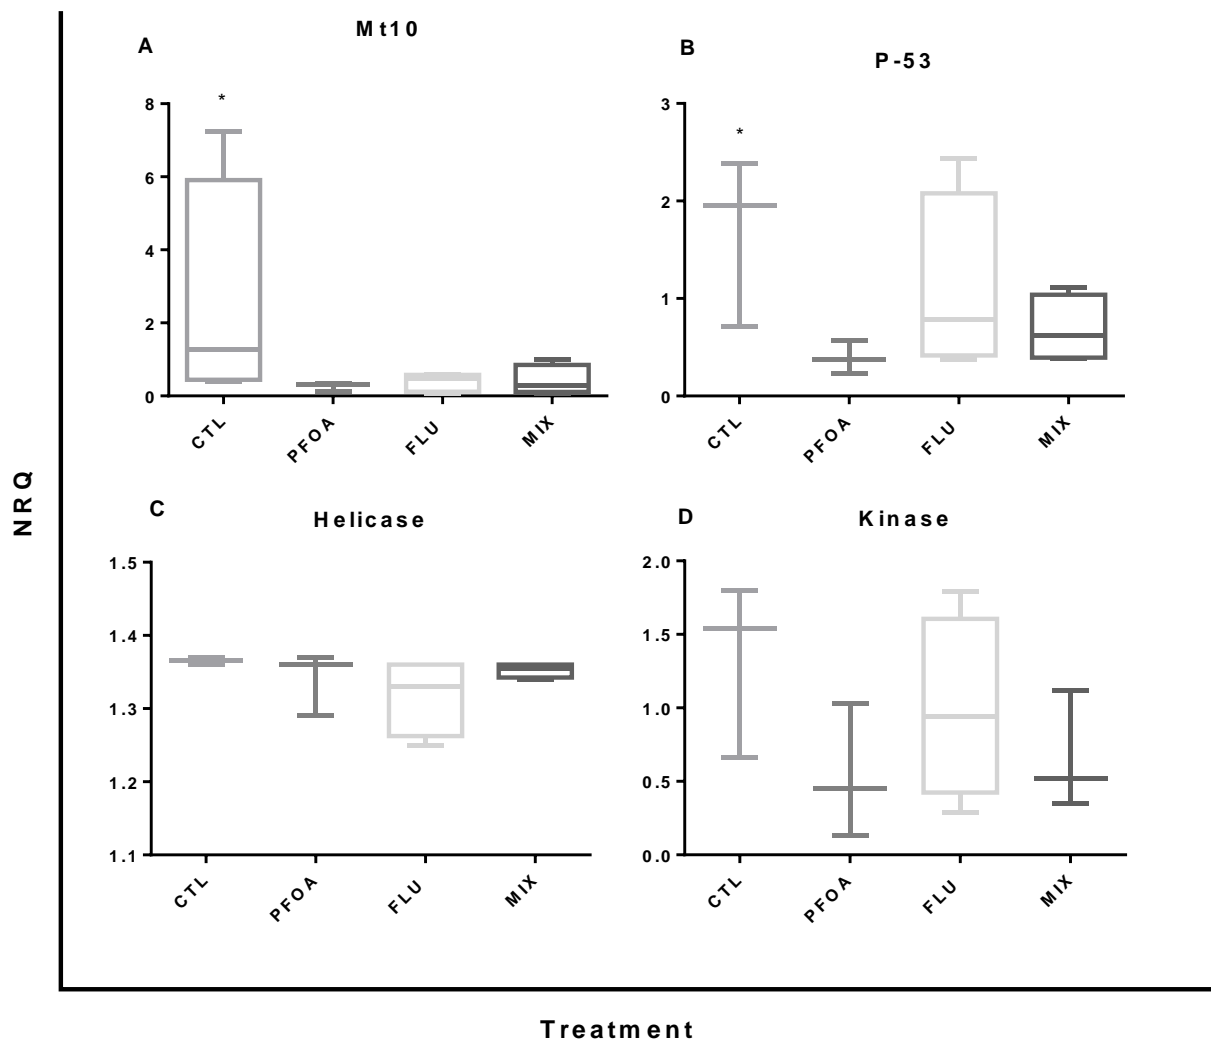 A
Mt10
*
8
6
4
2
0
CTL
PFOA
FLU
MIX
B
P-53
*
3
2
1
0
CTL
PFOA
FLU
MIX
NRQ
C
Helicase
1.5
1.4
1.3
1.2
1.1
CTL
PFOA
FLU
MIX
D
Kinase
2.0
1.5
1.0
0.5
0.0
CTL
PFOA
FLU
MIX
Treatment